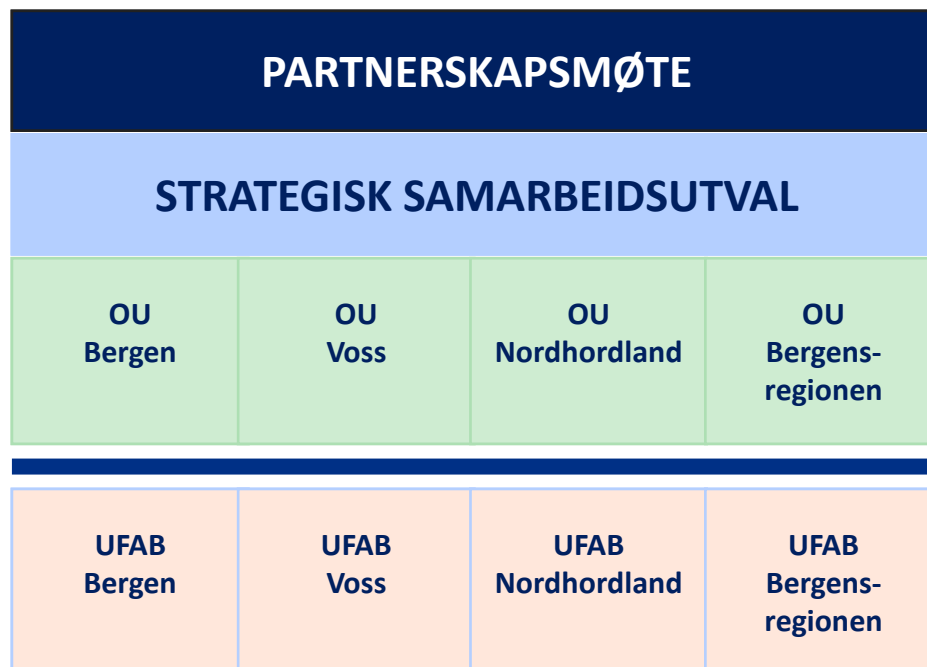 PARTNERSKAPSMØTE
STRATEGISK SAMARBEIDSUTVAL
OU
Bergen
OU
Voss
OU
Nordhordland
OU
Bergens-
regionen
UFAB
Bergen
UFAB
Voss
UFAB
Nordhordland
UFAB
Bergens-
regionen